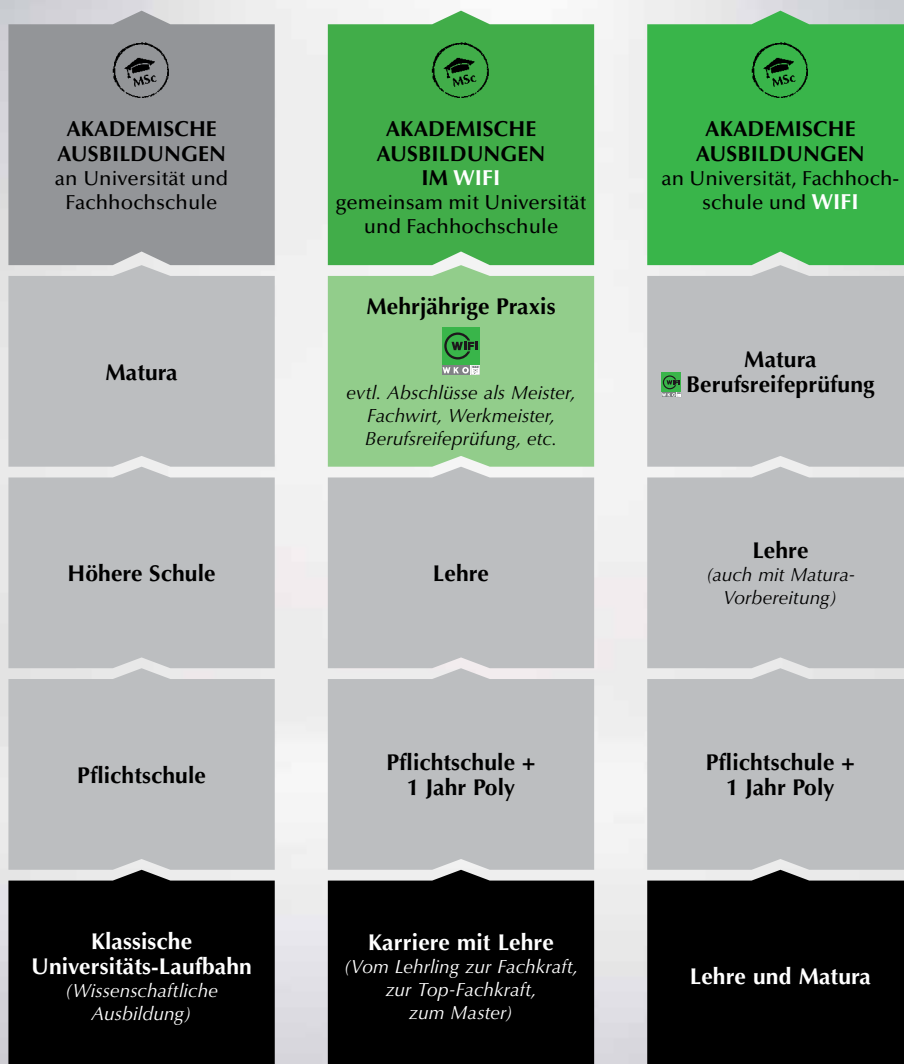 MSc
AKADEMISCHE
AUSBILDUNGEN
an Universität und
Fachhochschule
Matura
Höhere Schule
Pflichtschule
Klassische
Universitäts-Laufbahn
(Wissenschaftliche
Ausbildung)
MSc
AKADEMISCHE
AUSBILDUNGEN
IM WIFI
gemeinsam mit Universität
und Fachhochschule
Mehrjährige Praxis
WIFI
WKO
evtl. Abschlüsse als Meister,
Fachwirt, Werkmeister,
Berufsreifeprüfung, etc.
Lehre
Pflichtschule +
1 Jahr Poly
Karriere mit Lehre
(Vom Lehrling zur Fachkraft,
zur Top-Fachkraft,
zum Master)
MSc
AKADEMISCHE
AUSBILDUNGEN
an Universität, Fachhoch-
schule und WIFI
Matura
WIFI Berufsreifeprüfung
WKO
Lehre
(auch mit Matura-
Vorbereitung)
Pflichtschule +
1 Jahr Poly
Lehre und Matura